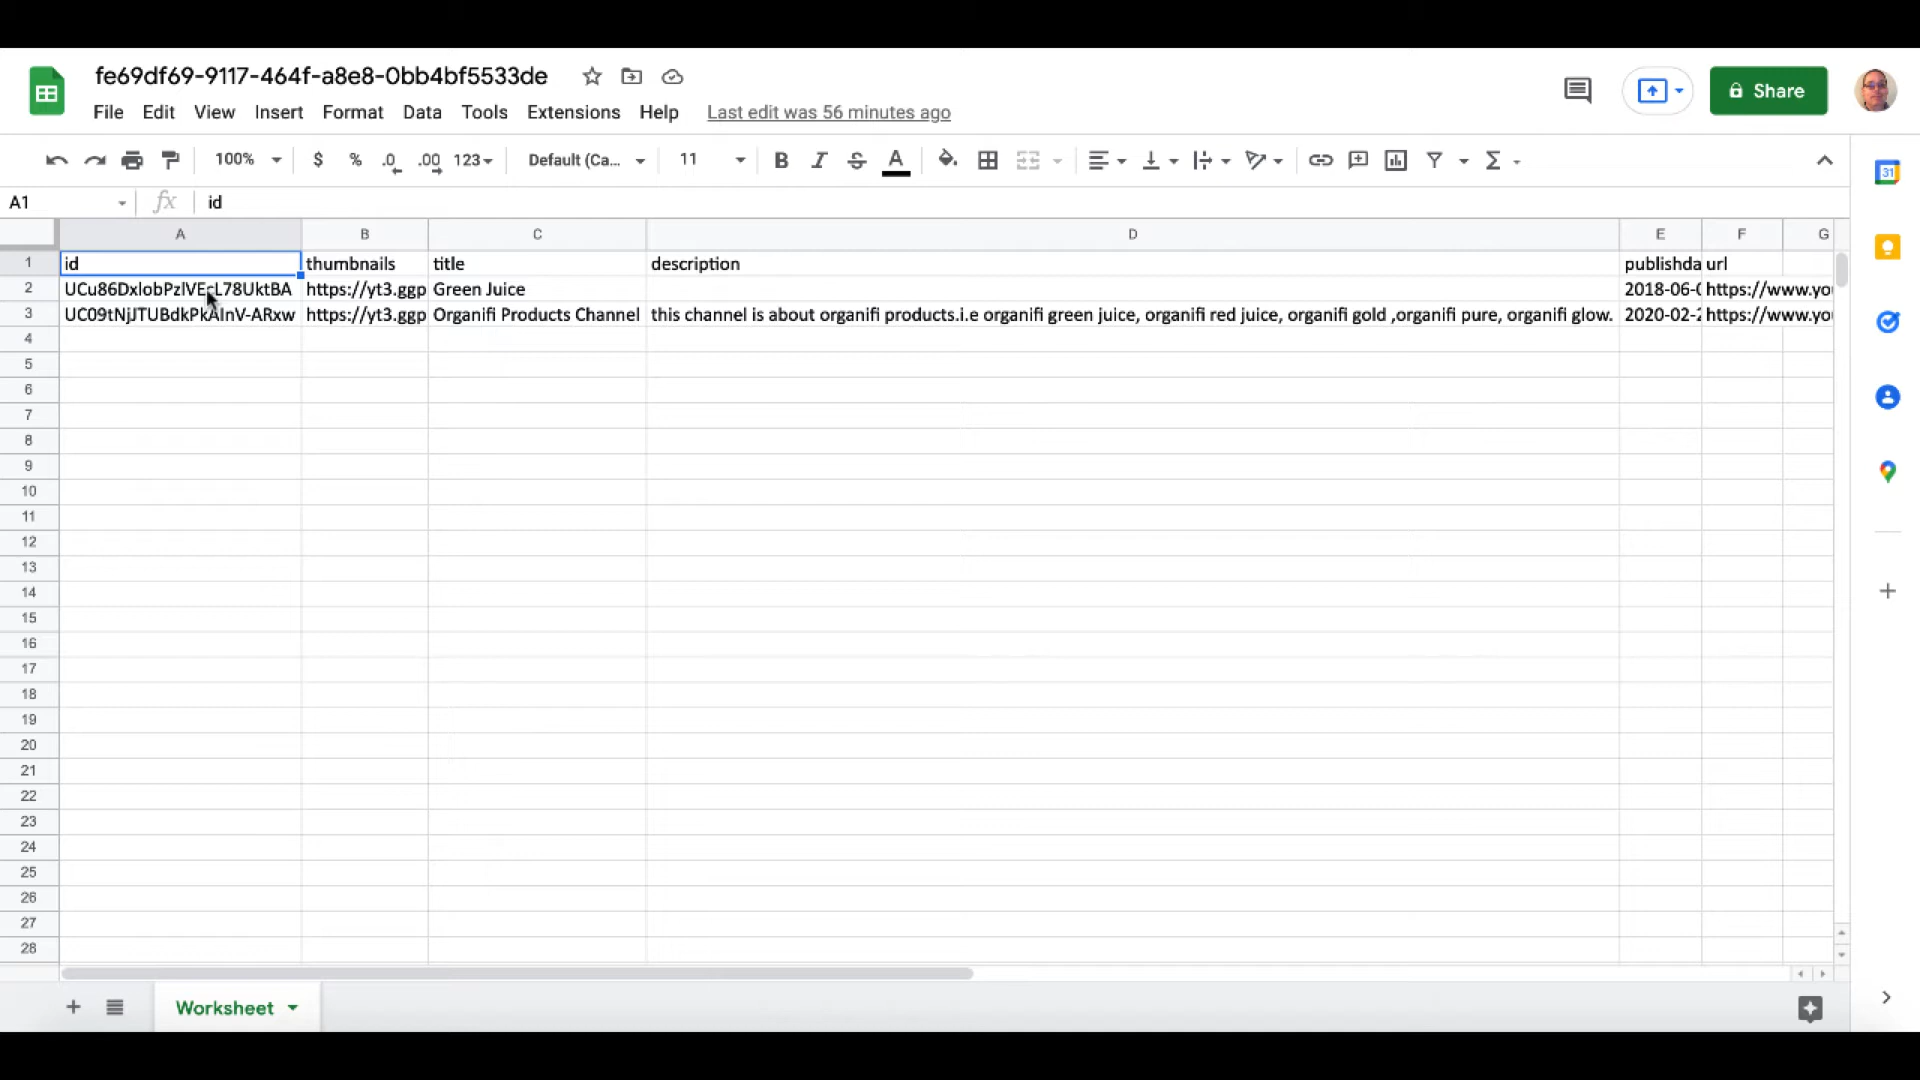 fe69df69-9117-464f-a8e8-0bb4bf5533de
Share
File Edit View Insert Format Data Tools Extensions Help Last edit was 56 minutes ago
100% $ % .0 .00 123 Default (Ca... 11 B I S A Σ
31
A1 fx id
A B C D E F G
1 id thumbnails title description publishda url
2 https://yt3.ggp Green Juice 2018-06-0 https://www.you
3 UC09tNjJTUBdkPkAInV-ARxw https://yt3.ggp Organifi Products Channel this channel is about organifi products.i.e organifi green juice, organifi red juice, organifi gold ,organifi pure, organifi glow. 2020-02-2 https://www.you
4
5
6
7
8
9
10
11
12
13
14
15
16
17
18
19
20
21
22
23
24
25
26
27
28
Worksheet